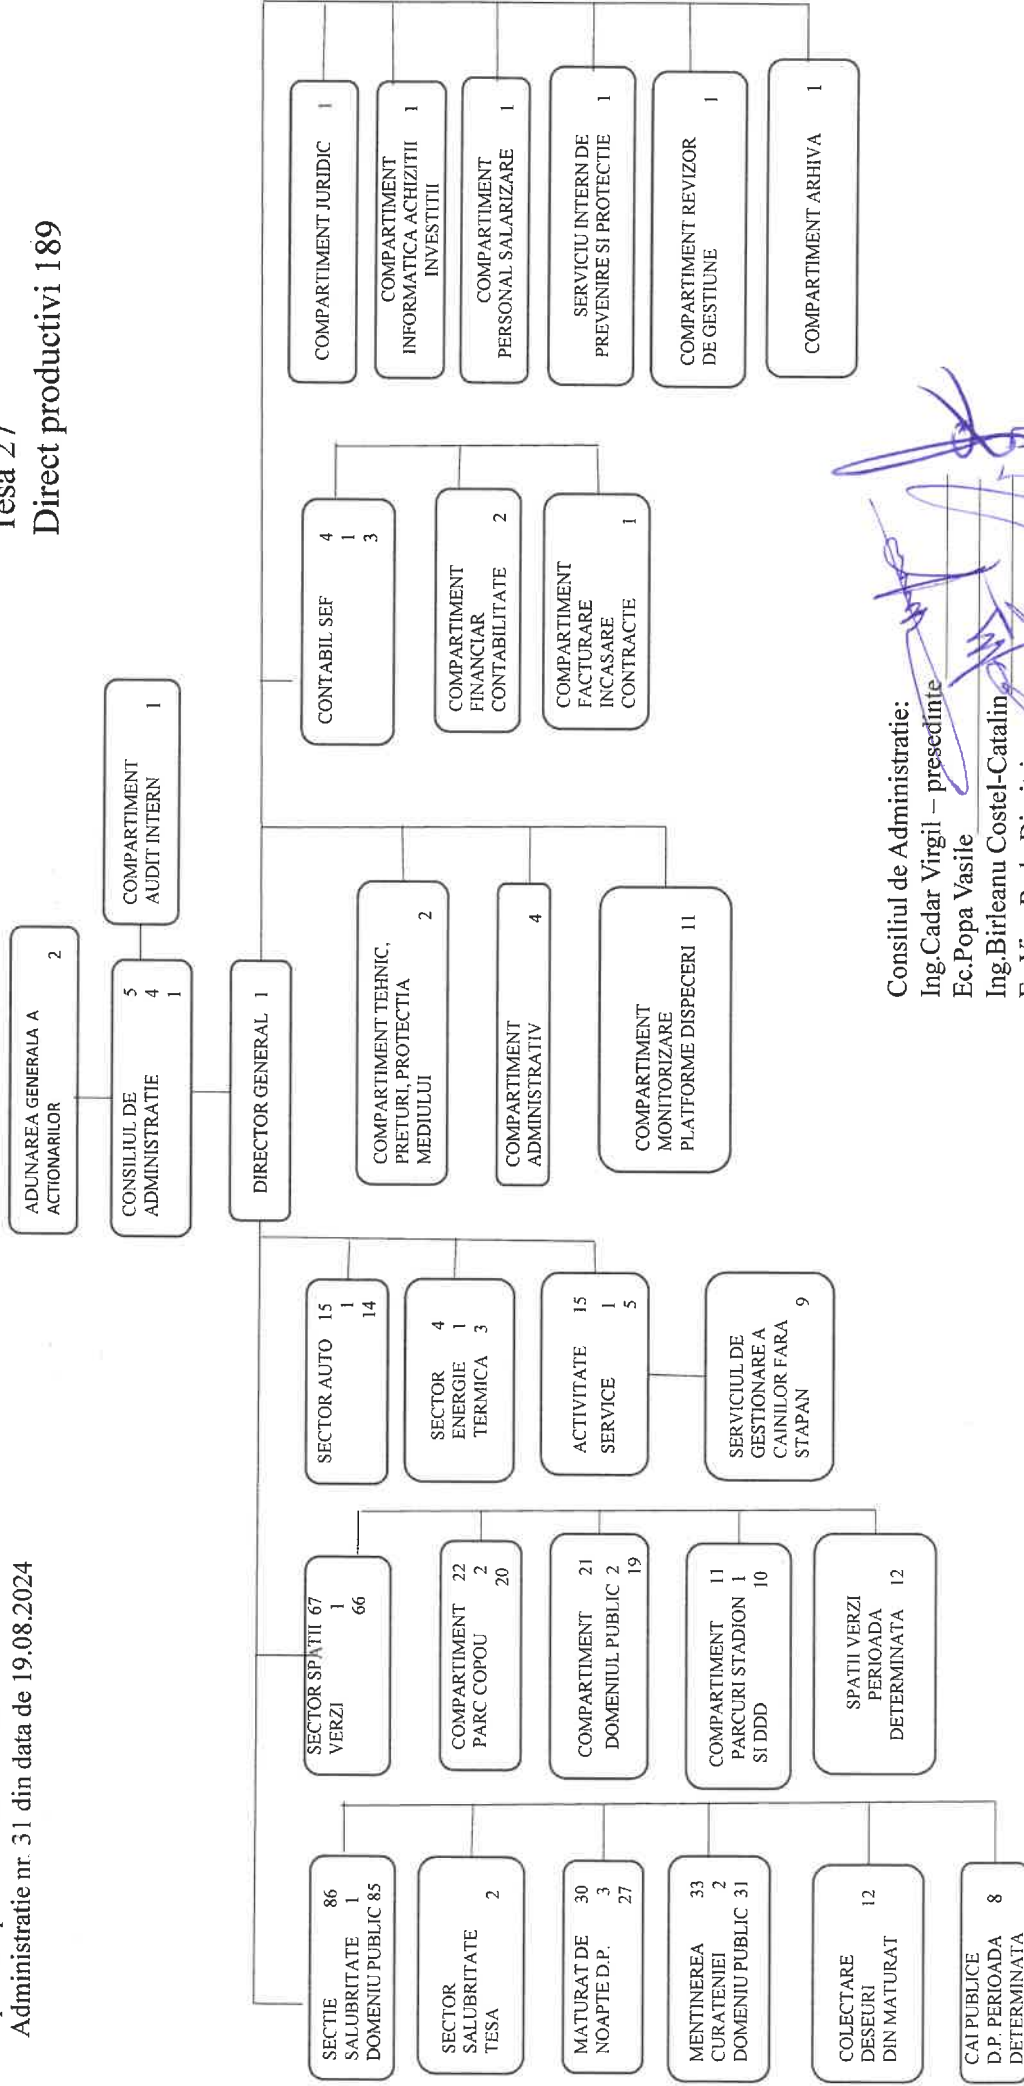 Administratie nr. 31 din data de 19.08.2024
Tesa 27
Direct productivi 189
ADUNAREA GENERALA A
ACTIONARILOR 2
CONSILIUL DE 5
ADMINISTRATIE 4
1
COMPARTIMENT
AUDIT INTERN 1
DIRECTOR GENERAL 1
SECTIE 86
SALUBRITATE 1
DOMENIU PUBLIC 85
SECTOR
SALUBRITATE
TESA 2
MATURAT DE 30
NOAPTE D.P. 3
27
MENTINEREA 33
CURATENIEI 2
DOMENIU PUBLIC 31
COLECTARE
DESEURI 12
DIN MATURAT
CAI PUBLICE
D.P. PERIOADA 8
DETERMINATA
SECTOR SPATII 67
VERZI 1
66
COMPARTIMENT 22
PARC COPOU 2
20
COMPARTIMENT 21
DOMENIUL PUBLIC 2
19
COMPARTIMENT 11
PARCURI STADION 1
SI DDD 10
SPATII VERZI
PERIOADA
DETERMINATA 12
SECTOR AUTO 15
1
14
SECTOR 4
ENERGIE 1
TERMICA 3
ACTIVITATE 15
SERVICE 1
5
SERVICIUL DE
GESTIONARE A
CAINILOR FARA
STAPAN 9
COMPARTIMENT TEHNIC,
PRETURI, PROTECTIA
MEDIULUI 2
COMPARTIMENT
ADMINISTRATIV 4
COMPARTIMENT
MONITORIZARE
PLATFORME DISPECERI 11
CONTABIL SEF 4
1
3
COMPARTIMENT
FINANCIAR
CONTABILITATE 2
COMPARTIMENT
FACTURARE
INCASARE
CONTRACTE 1
COMPARTIMENT JURIDIC 1
COMPARTIMENT
INFORMATICA ACHIZITII 1
INVESTITII
COMPARTIMENT
PERSONAL SALARIZARE 1
SERVICIU INTERN DE
PREVENIRE SI PROTECTIE 1
COMPARTIMENT REVIZOR
DE GESTIUNE 1
COMPARTIMENT ARHIVA 1
Consiliul de Administratie:
Ing.Cadar Virgil – presedinte
Ec.Popa Vasile
Ing.Birleanu Costel-Catalin